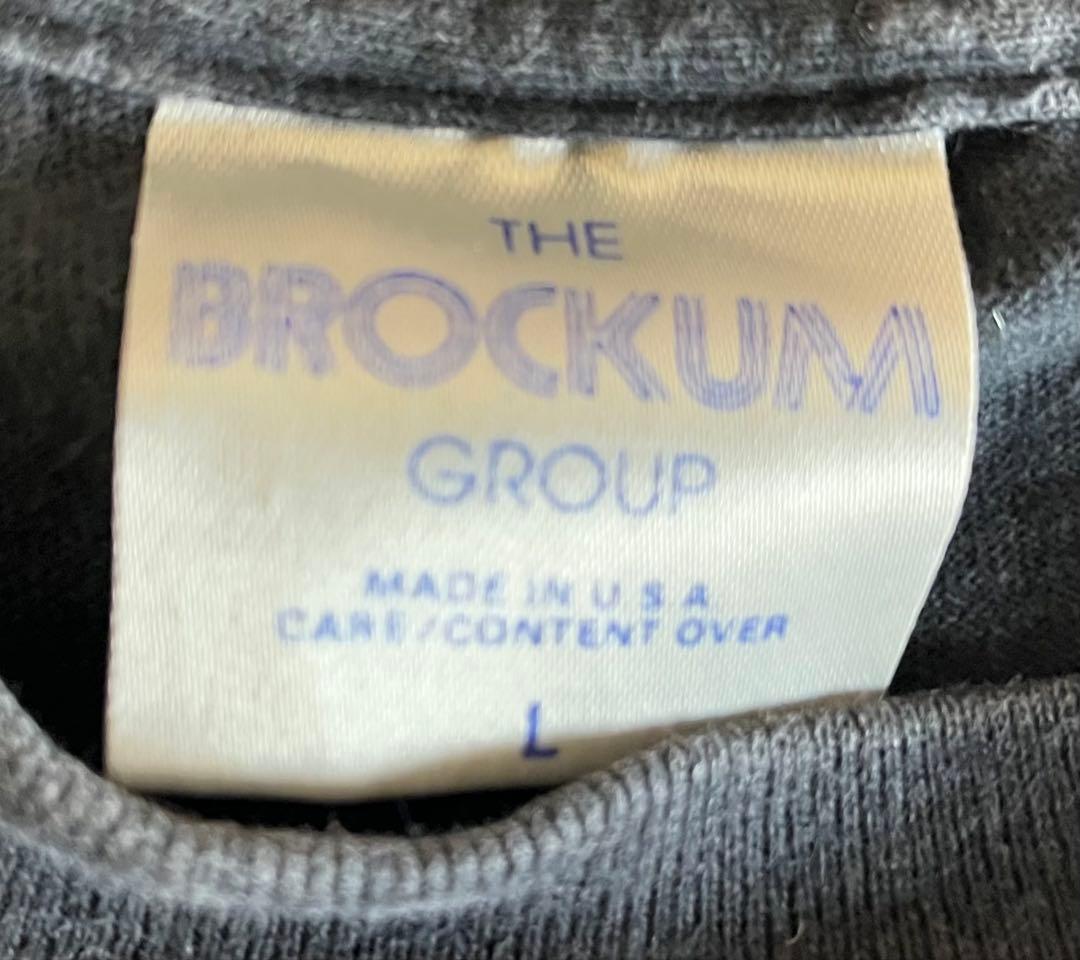 THE
BROCKUM
GROUP
MADE IN U.S.A.
CARE/CONTENT OVER
L